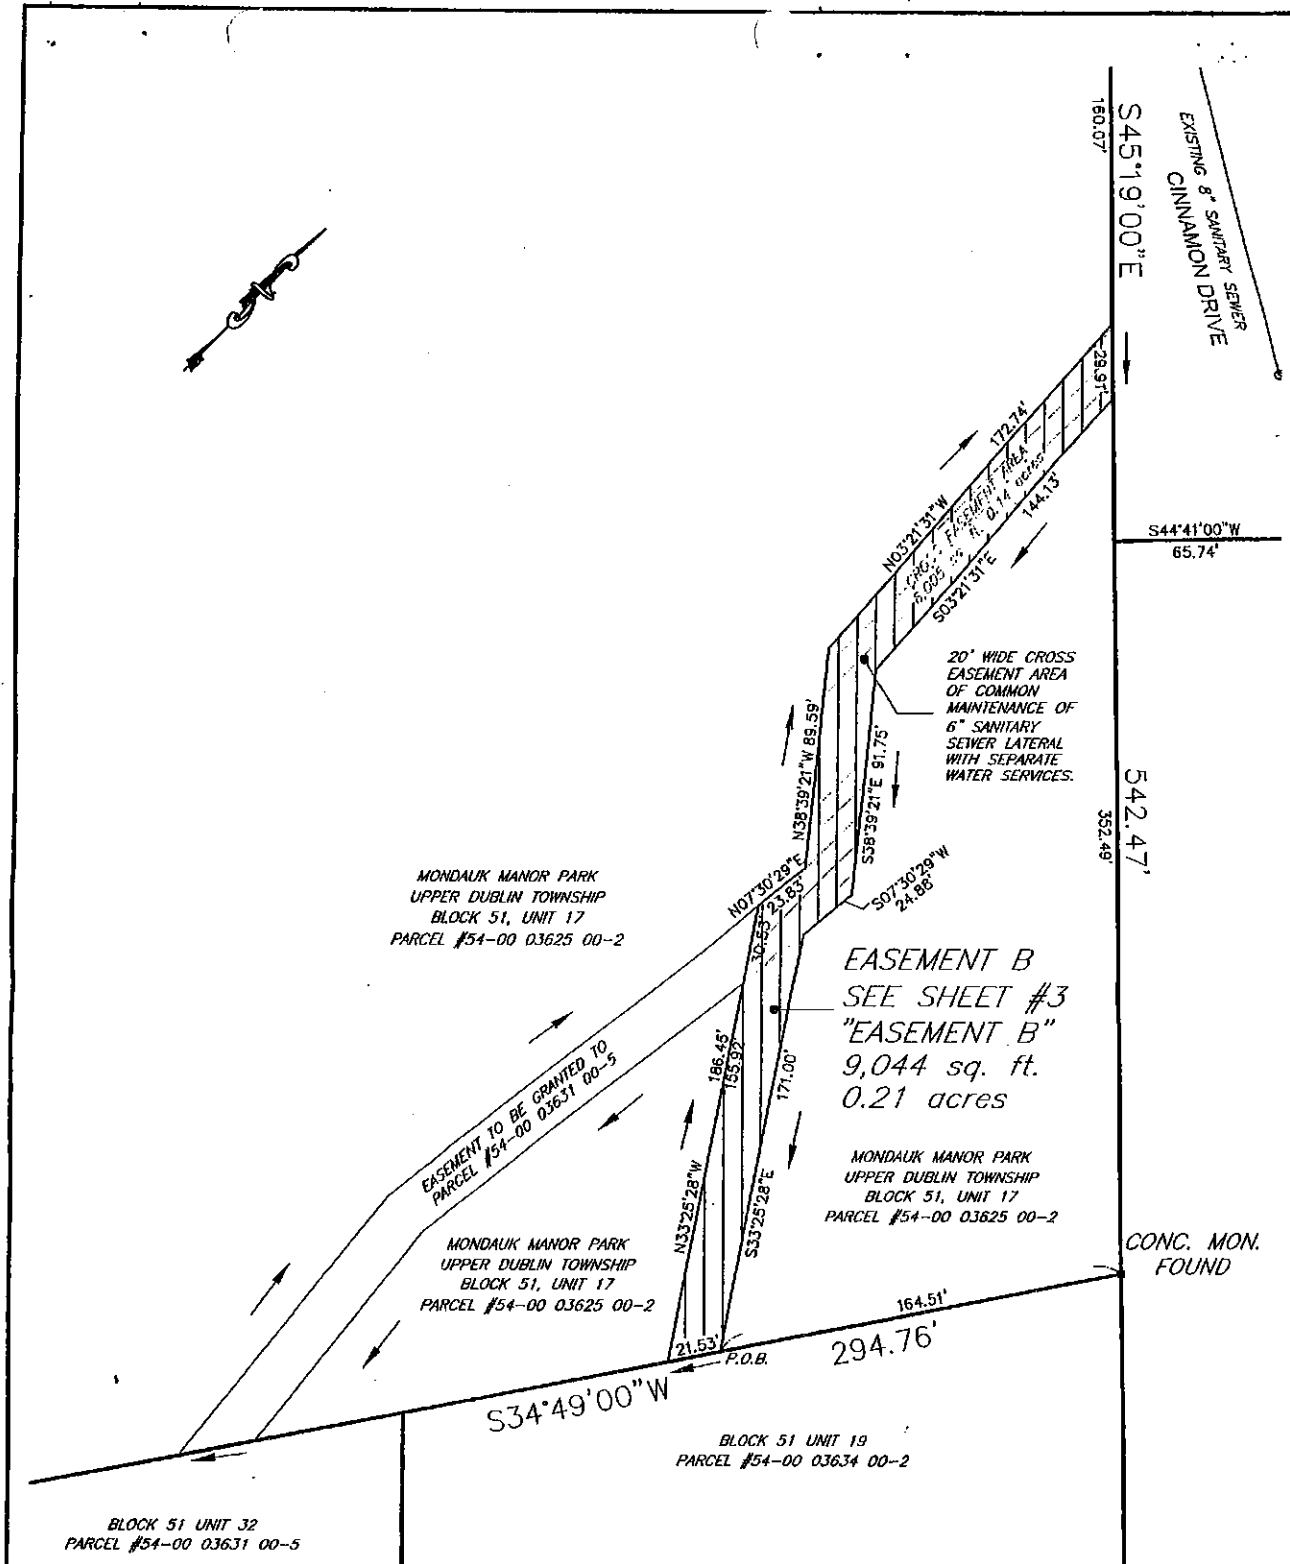 S45°19'00"E
160.07'
EXISTING 8" SANITARY SEWER
CINNAMON DRIVE
29.91'
172.74'
N03°21'31"W
CROSS EASEMENT AREA
6,005 sq. ft. 0.14 acres
144.13'
S03°21'31"E
S44°41'00"W
65.74'
20' WIDE CROSS
EASEMENT AREA
OF COMMON
MAINTENANCE OF
6" SANITARY
SEWER LATERAL
WITH SEPARATE
WATER SERVICES.
N38°39'21"W 89.59'
S38°39'21"E 91.75'
542.47'
352.49'
MONDAUK MANOR PARK
UPPER DUBLIN TOWNSHIP
BLOCK 51, UNIT 17
PARCEL #54-00 03625 00-2
N07°30'29"E
23.83'
30.53'
S07°30'29"W
24.88'
EASEMENT B
SEE SHEET #3
"EASEMENT B"
9,044 sq. ft.
0.21 acres
186.45'
155.92'
171.00'
EASEMENT TO BE GRANTED TO
PARCEL #54-00 03631 00-5
N33°25'28"W
S33°25'28"E
MONDAUK MANOR PARK
UPPER DUBLIN TOWNSHIP
BLOCK 51, UNIT 17
PARCEL #54-00 03625 00-2
MONDAUK MANOR PARK
UPPER DUBLIN TOWNSHIP
BLOCK 51, UNIT 17
PARCEL #54-00 03625 00-2
CONC. MON.
FOUND
164.51'
294.76'
21.53'
P.O.B.
S34°49'00"W
BLOCK 51 UNIT 19
PARCEL #54-00 03634 00-2
BLOCK 51 UNIT 32
PARCEL #54-00 03631 00-5